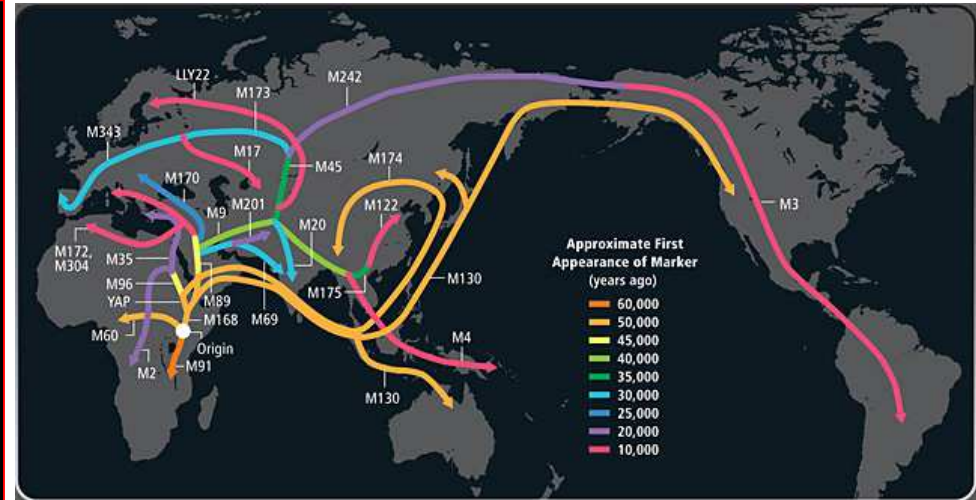 LLY22
M242
M173
M343
M45
M174
M17
M170
M201
M122
M9
M20
M3
M172,
M304
M35
M96
YAP
M89
M69
M175
M130
M168
M60
Origin
M91
M2
M4
M130
Approximate First
Appearance of Marker
(years ago)
60,000
50,000
45,000
40,000
35,000
30,000
25,000
20,000
10,000